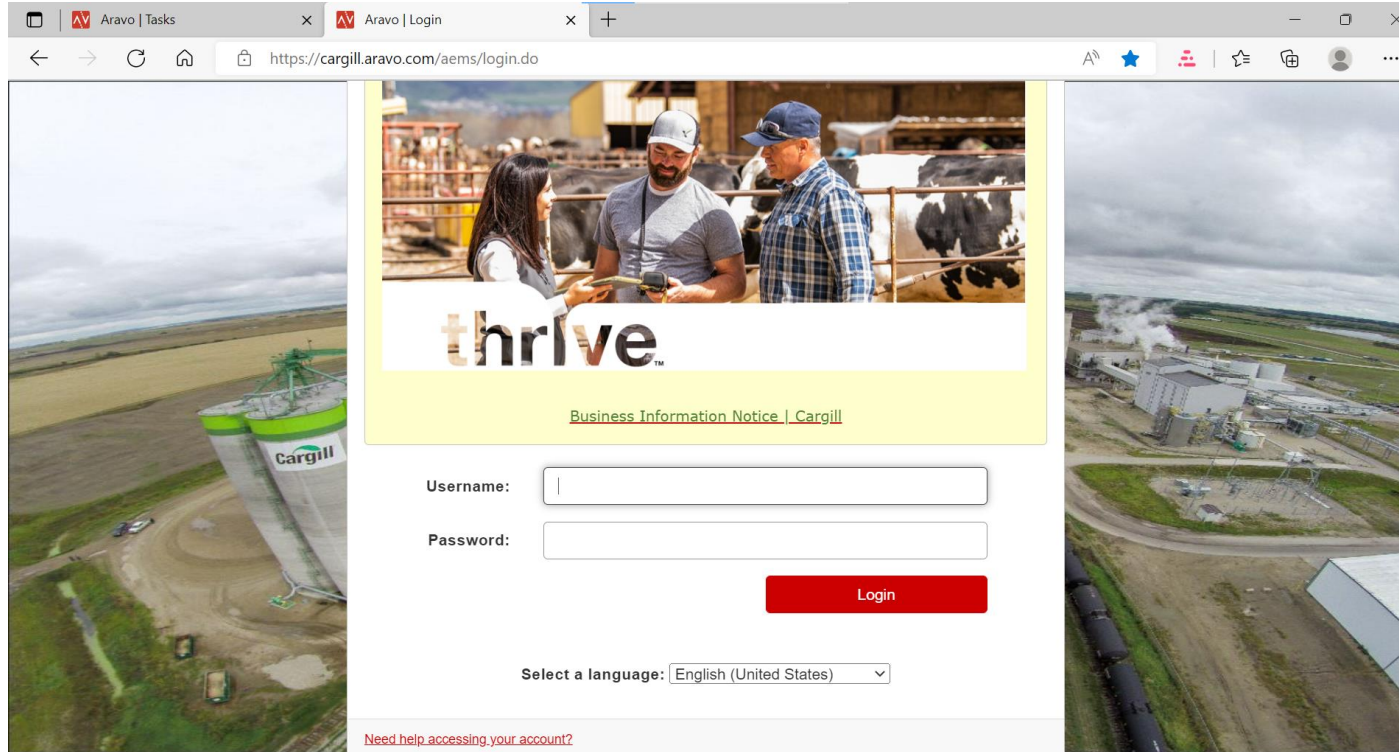 Aravo | Tasks
Aravo | Login
https://cargill.aravo.com/aems/login.do
thrive™
Business Information Notice | Cargill
Cargill
Username:
Password:
Login
Select a language: English (United States)
Need help accessing your account?